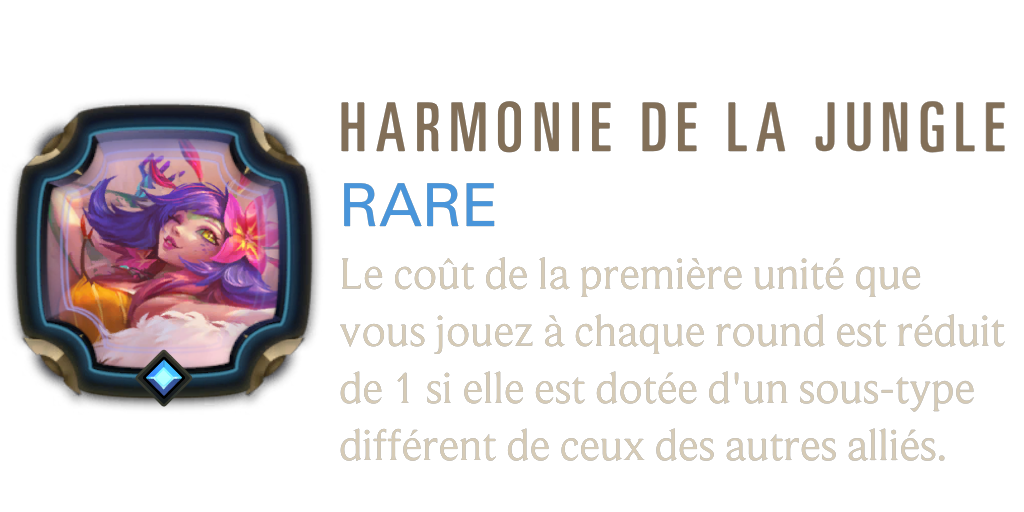 HARMONIE DE LA JUNGLE
RARE
Le coût de la première unité que
vous jouez à chaque round est réduit
de 1 si elle est dotée d'un sous-type
différent de ceux des autres alliés.